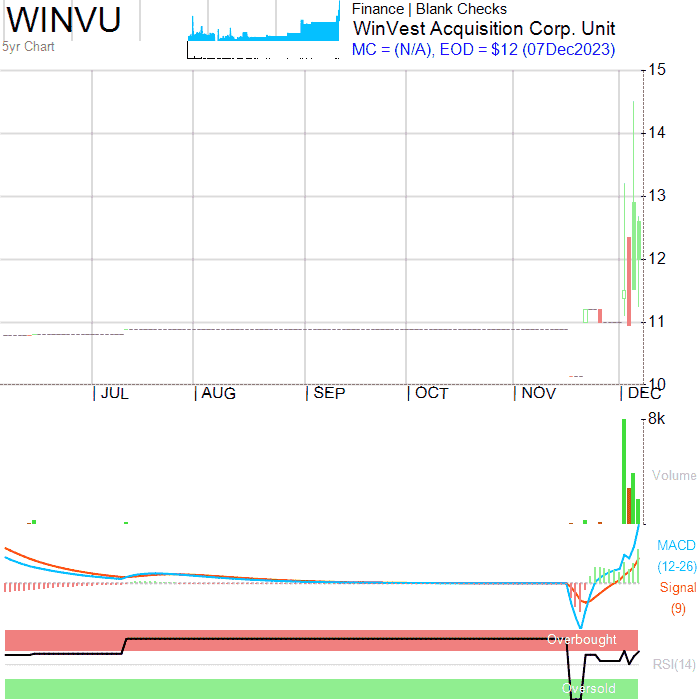 WINVU
5yr Chart
Finance | Blank Checks
WinVest Acquisition Corp. Unit
MC = (N/A), EOD = $12 (07Dec2023)
15
14
13
12
11
10
JUL
AUG
SEP
OCT
NOV
DEC
8k
Volume
MACD
(12-26)
Signal
(9)
Overbought
RSI(14)
Oversold